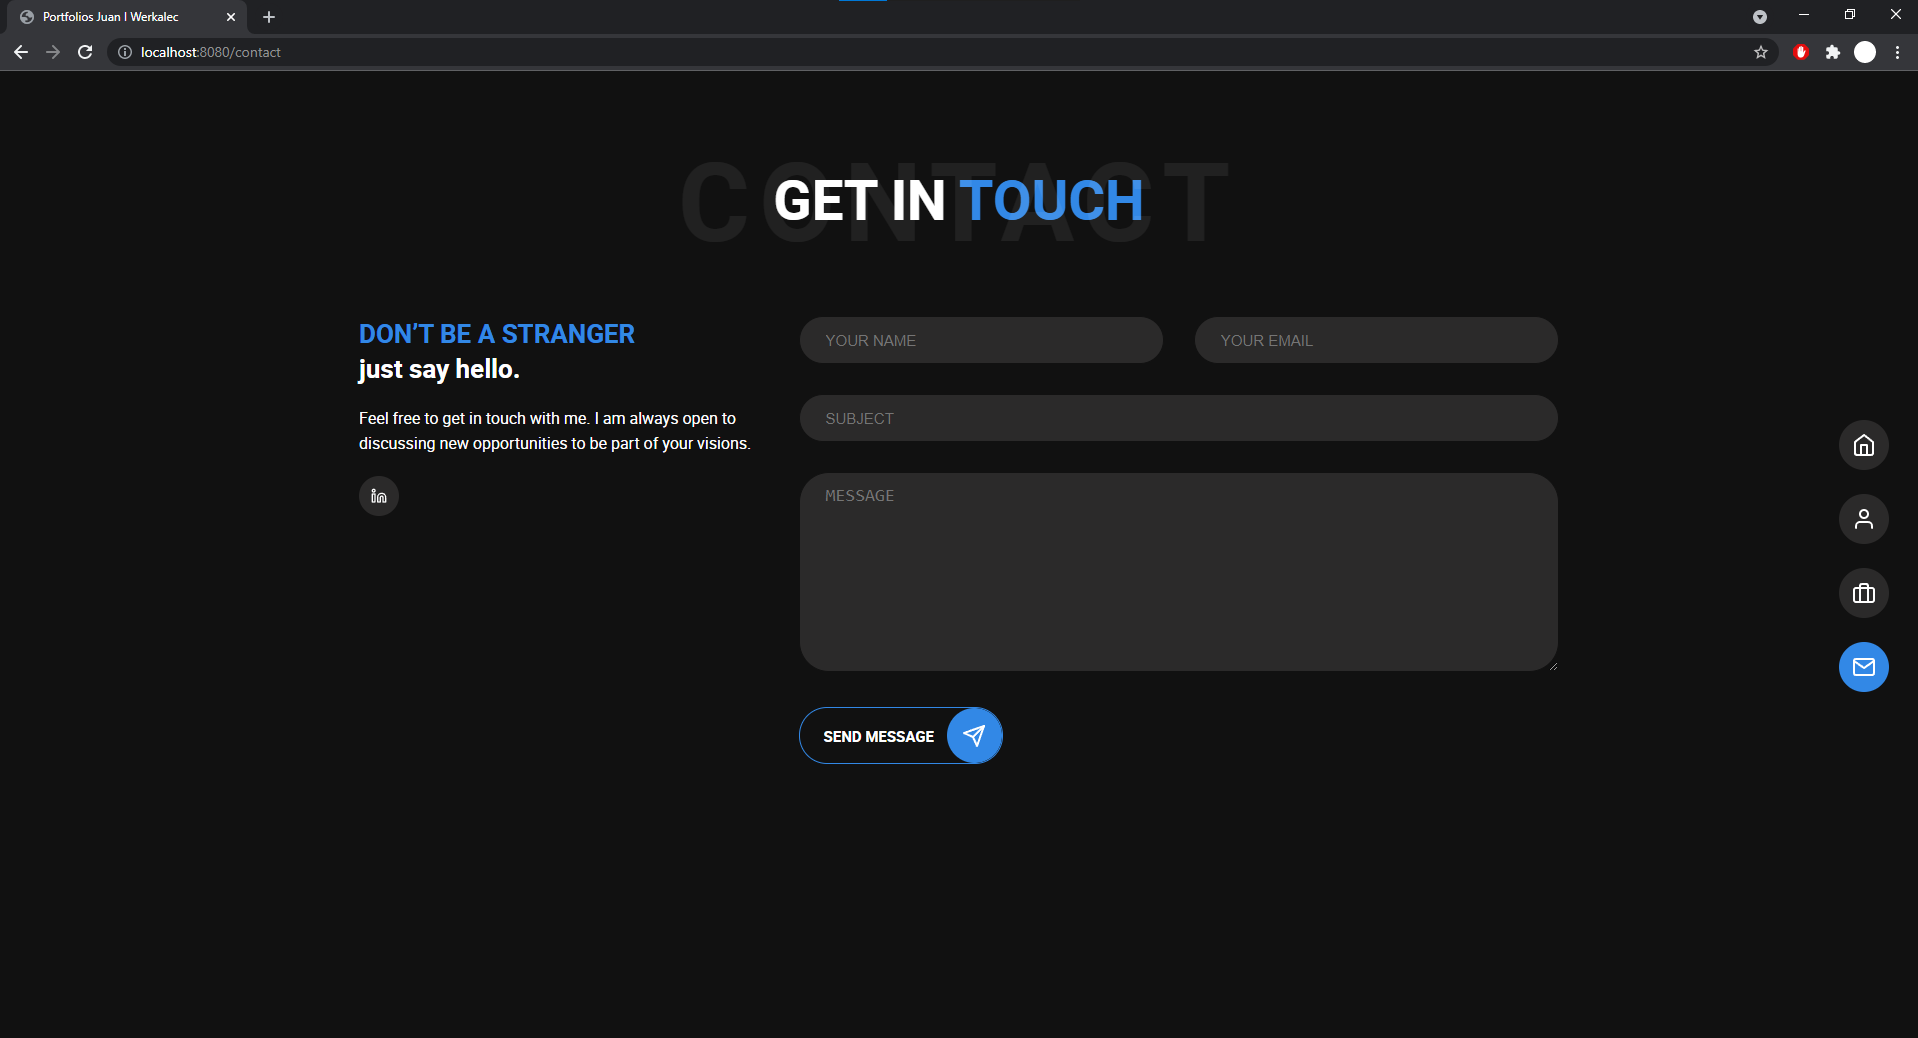 Portfolios Juan I Werkalec
localhost:8080/contact
CONTACT
GET IN TOUCH
DON’T BE A STRANGER
just say hello.
Feel free to get in touch with me. I am always open to
discussing new opportunities to be part of your visions.
in
YOUR NAME
YOUR EMAIL
SUBJECT
MESSAGE
SEND MESSAGE